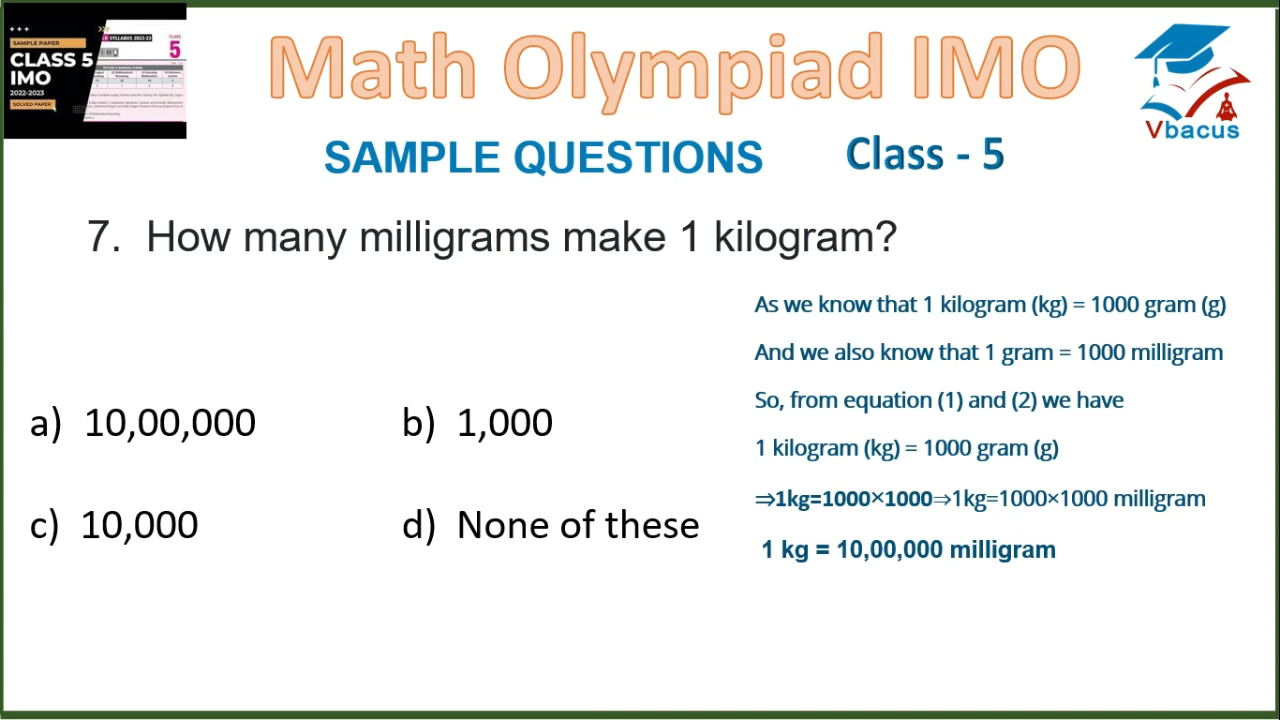 SAMPLE PAPER
CLASS 5
IMO
2022-2023
SOLVED PAPER
SYLLABUS 2022-23
CLASS
5
Math Olympiad IMO
Vbacus
SAMPLE QUESTIONS
Class - 5
7. How many milligrams make 1 kilogram?
a) 10,00,000
b) 1,000
c) 10,000
d) None of these
As we know that 1 kilogram (kg) = 1000 gram (g)
And we also know that 1 gram = 1000 milligram
So, from equation (1) and (2) we have
1 kilogram (kg) = 1000 gram (g)
⇒1kg=1000×1000⇒1kg=1000×1000 milligram
1 kg = 10,00,000 milligram